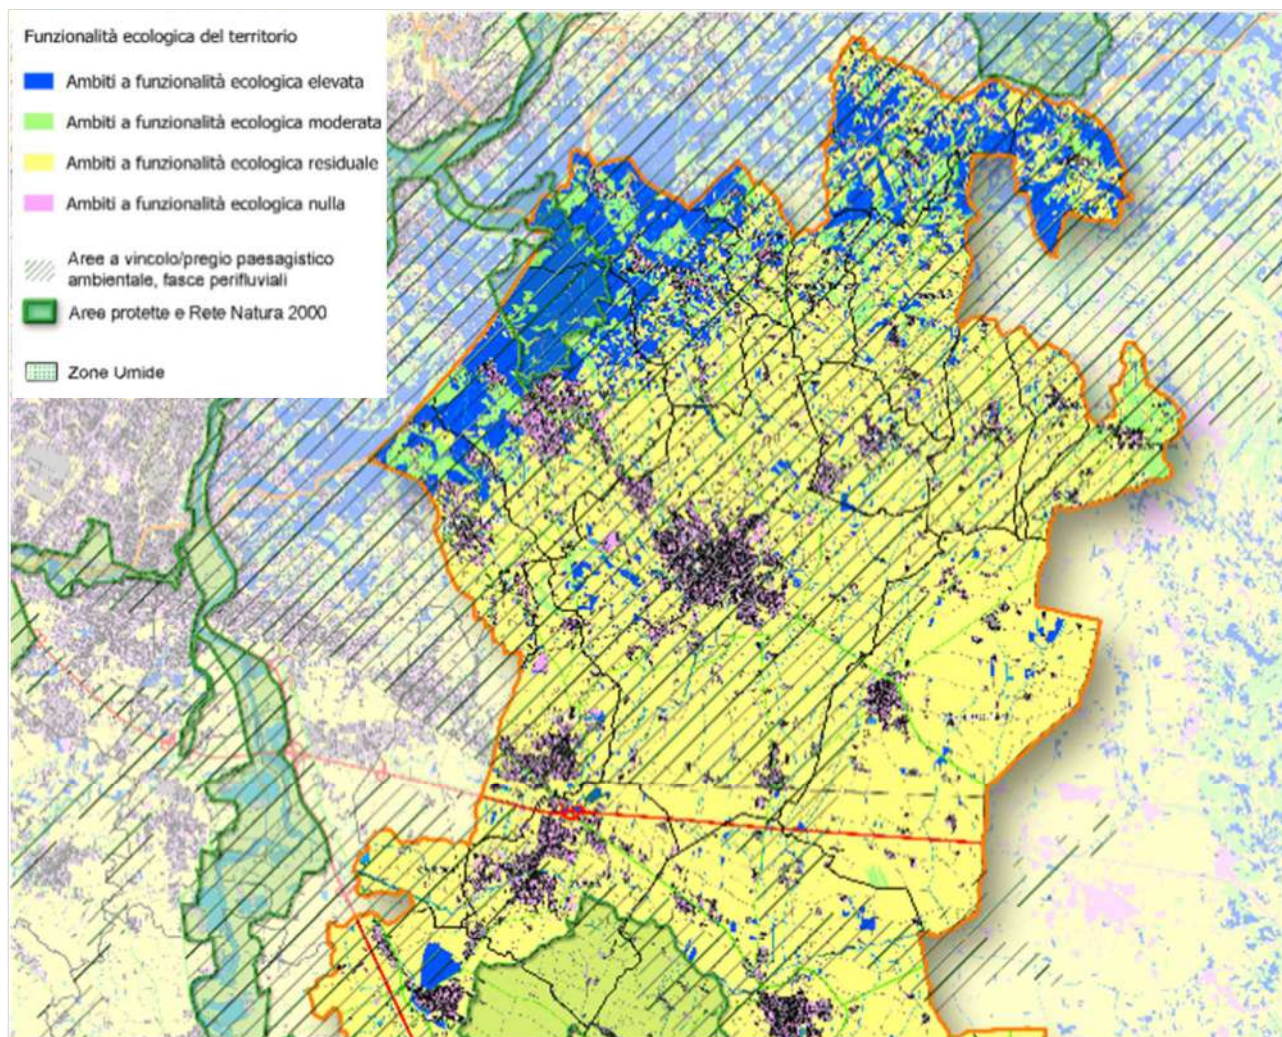 Funzionalità ecologica del territorio
Ambiti a funzionalità ecologica elevata
Ambiti a funzionalità ecologica moderata
Ambiti a funzionalità ecologica residuale
Ambiti a funzionalità ecologica nulla
Aree a vincolo/pregio paesagistico
ambientale, fasce perifluviali
Aree protette e Rete Natura 2000
Zone Umide